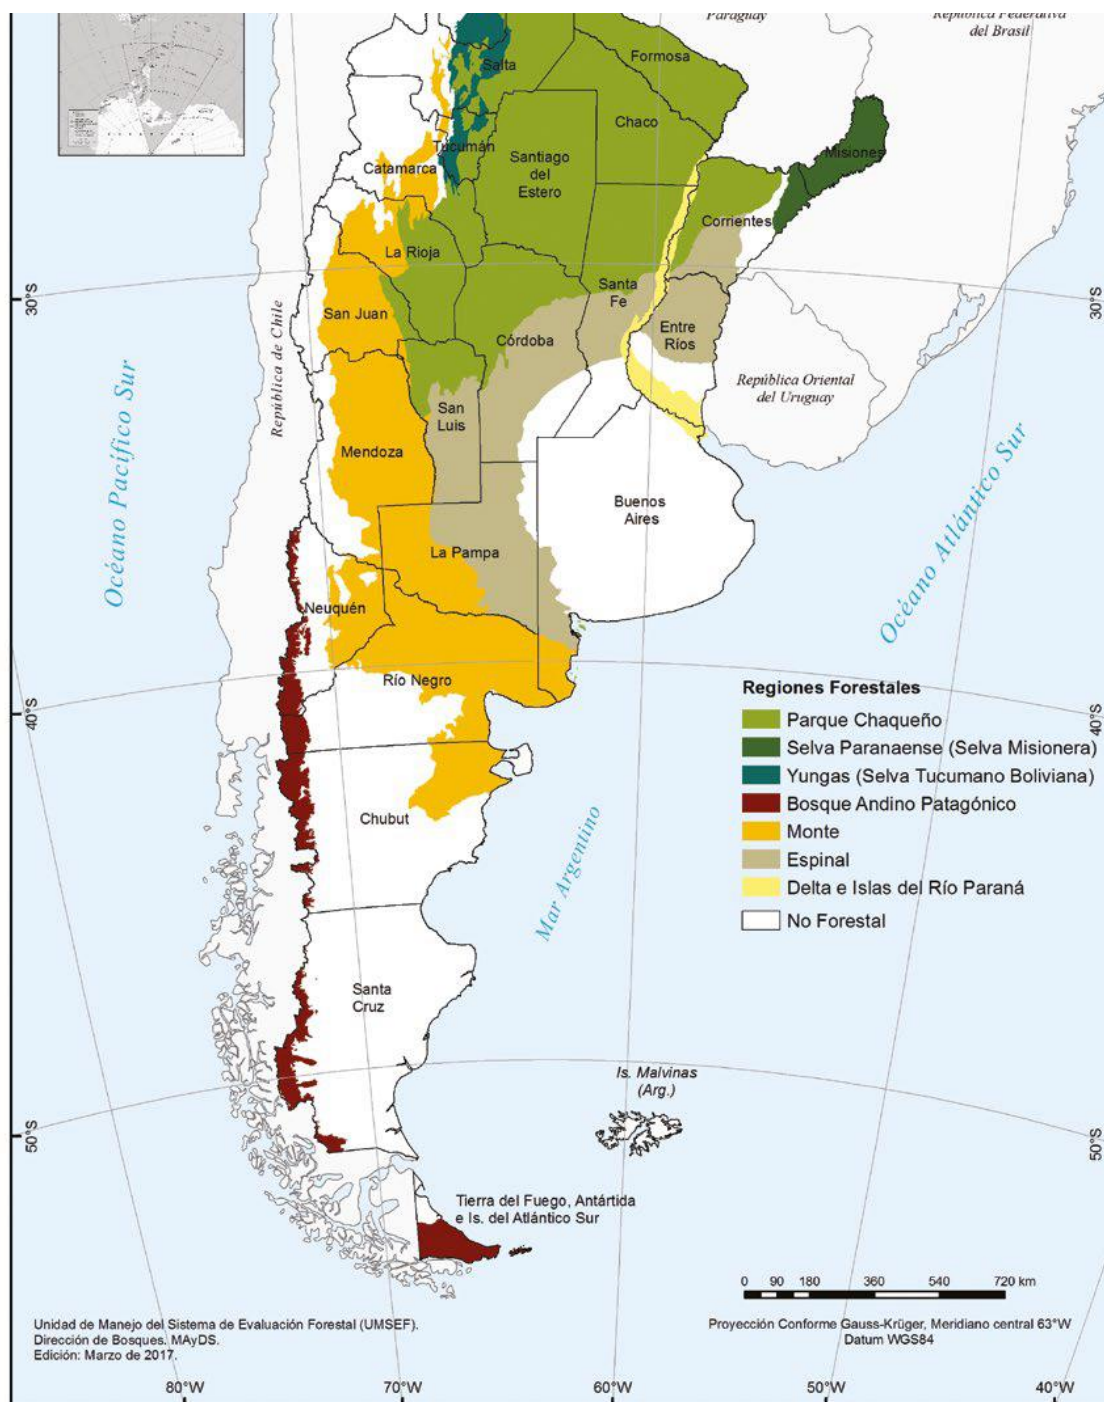 Paraguay
República Federativa
del Brasil
Salta
Formosa
Chaco
Tucumán
Misiones
Catamarca
Santiago
del
Estero
Corrientes
La Rioja
Santa
Fe
30°S
30°S
San Juan
Córdoba
Entre
Ríos
República de Chile
República Oriental
del Uruguay
San
Luis
Océano Pacífico Sur
Mendoza
Océano Atlántico Sur
Buenos
Aires
La Pampa
Neuquén
Río Negro
40°S
40°S
Regiones Forestales
Parque Chaqueño
Selva Paranaense (Selva Misionera)
Yungas (Selva Tucumano Boliviana)
Bosque Andino Patagónico
Monte
Espinal
Delta e Islas del Río Paraná
No Forestal
Chubut
Mar Argentino
Santa
Cruz
Is. Malvinas
(Arg.)
50°S
50°S
Tierra del Fuego, Antártida
e Is. del Atlántico Sur
0 90 180 360 540 720 km
Unidad de Manejo del Sistema de Evaluación Forestal (UMSEF).
Dirección de Bosques. MAyDS.
Edición: Marzo de 2017.
Proyección Conforme Gauss-Krüger, Meridiano central 63°W
Datum WGS84
80°W 70°W 60°W 50°W 40°W